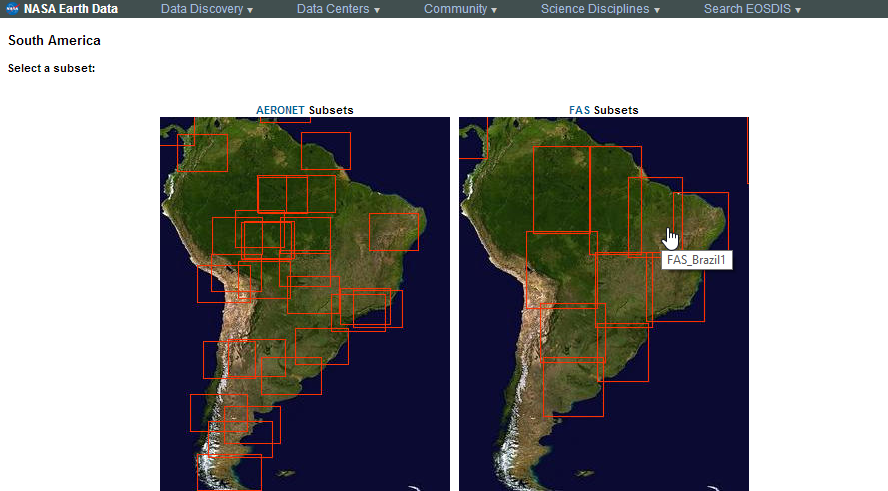 NASA NASA Earth Data Data Discovery ▾ Data Centers ▾ Community ▾ Science Disciplines ▾ Search EOSDIS ▾
South America
Select a subset:
AERONET Subsets FAS Subsets
FAS_Brazil1